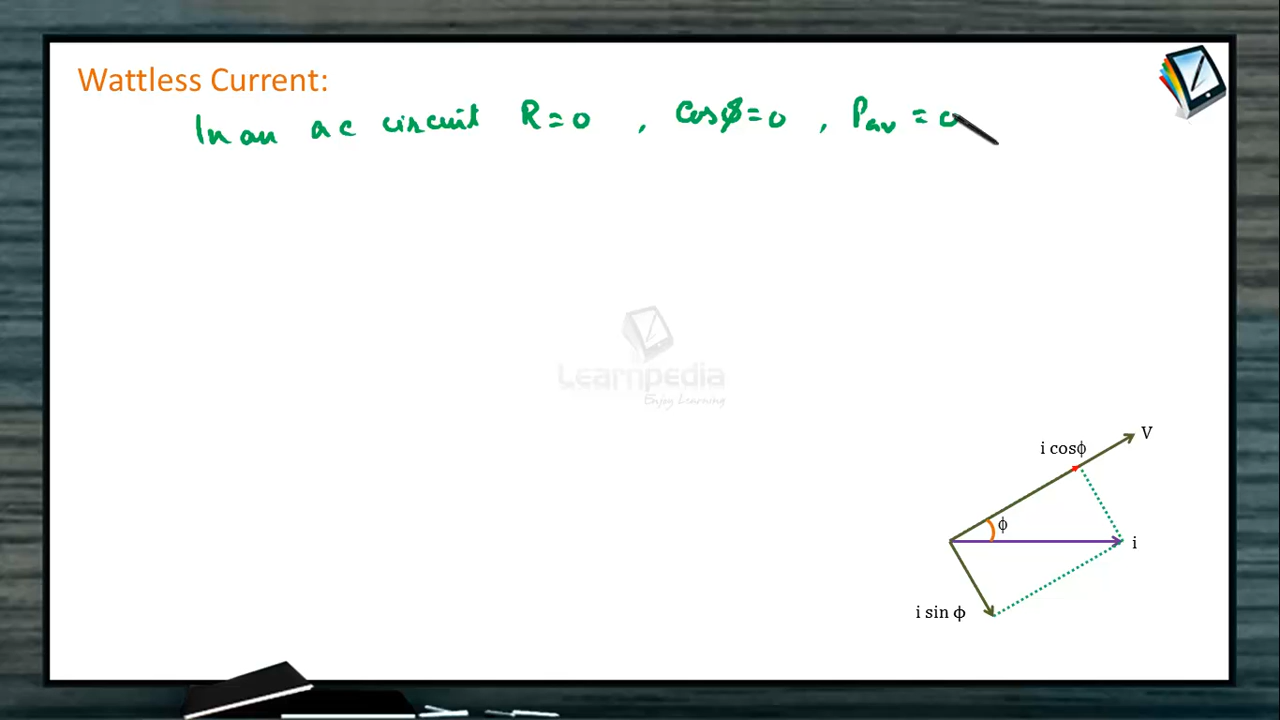 Wattless Current:
In an ac circuit R=0 , cosϕ=0 , Pav = 0
Learnpedia
Enjoy Learning
V
i cosϕ
ϕ
i
i sin ϕ